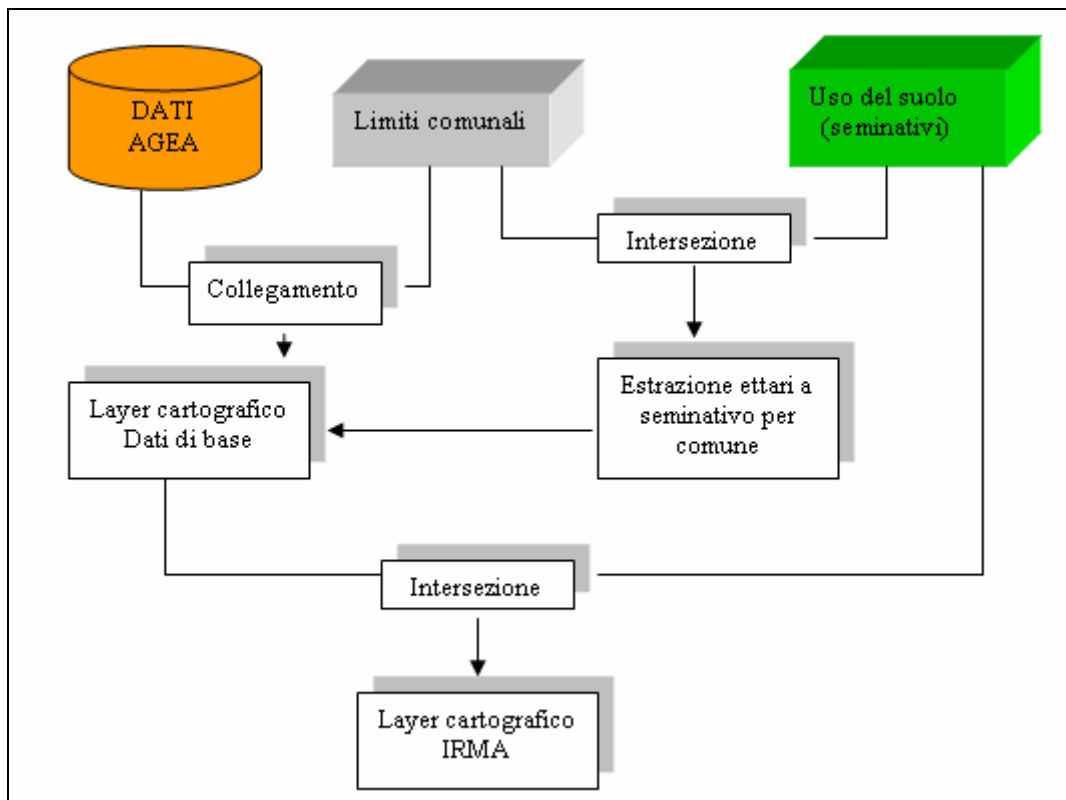 DATI
AGEA
Limiti comunali
Uso del suolo
(seminativi)
Intersezione
Collegamento
Layer cartografico
Dati di base
Estrazione ettari a
seminativo per
comune
Intersezione
Layer cartografico
IRMA